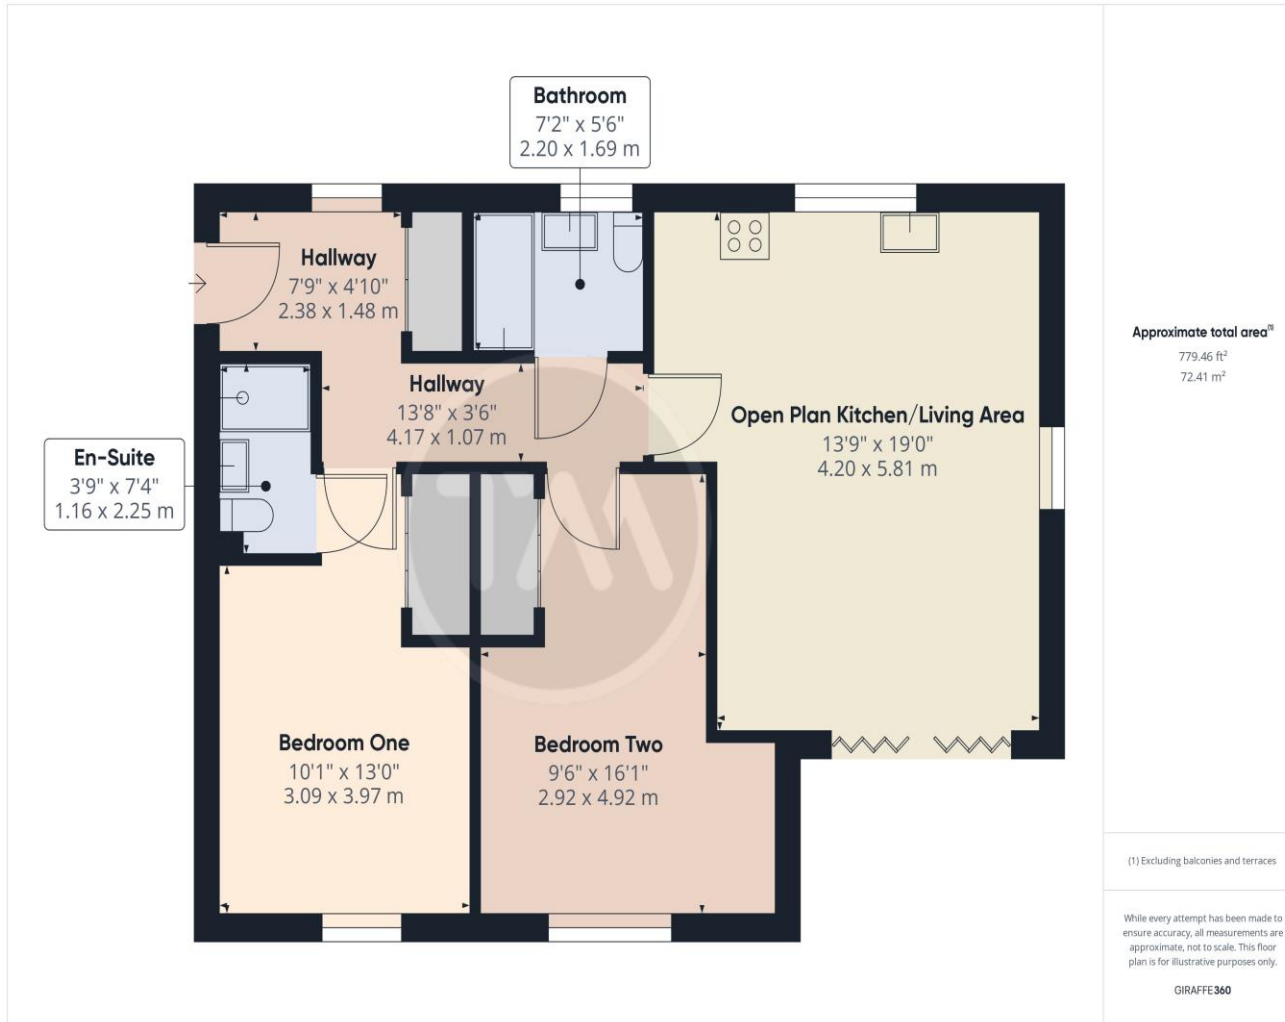 Bathroom
7'2" x 5'6"
2.20 x 1.69 m
Hallway
7'9" x 4'10"
2.38 x 1.48 m
Hallway
13'8" x 3'6"
4.17 x 1.07 m
Open Plan Kitchen/Living Area
13'9" x 19'0"
4.20 x 5.81 m
En-Suite
3'9" x 7'4"
1.16 x 2.25 m
TM
Bedroom One
10'1" x 13'0"
3.09 x 3.97 m
Bedroom Two
9'6" x 16'1"
2.92 x 4.92 m
Approximate total area⁽¹⁾
779.46 ft²
72.41 m²
(1) Excluding balconies and terraces
While every attempt has been made to
ensure accuracy, all measurements are
approximate, not to scale. This floor
plan is for illustrative purposes only.
GIRAFFE360